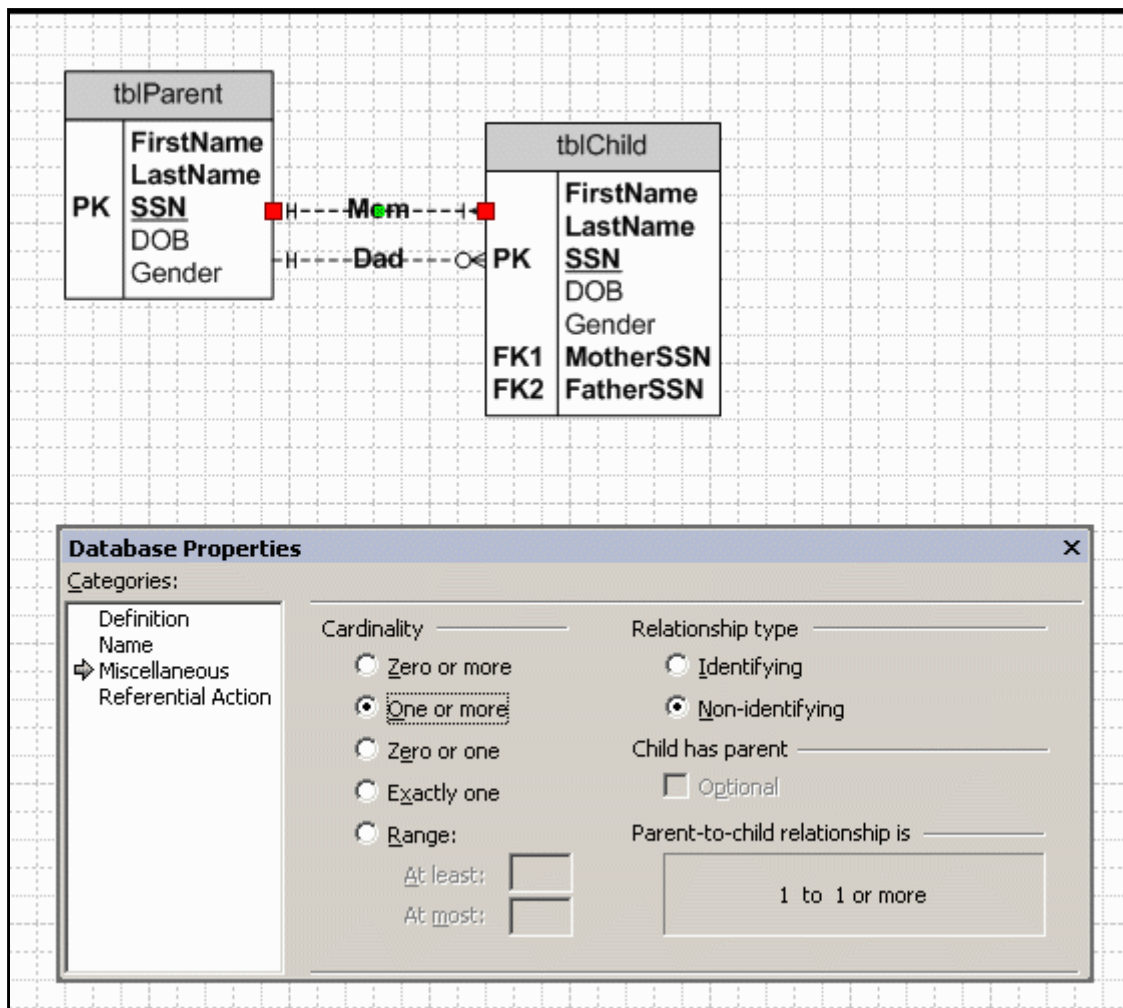 tblParent
FirstName
LastName
PK SSN
DOB
Gender
Mom
Dad
tblChild
FirstName
LastName
PK SSN
DOB
Gender
FK1 MotherSSN
FK2 FatherSSN
Database Properties
Categories:
Definition
Name
Miscellaneous
Referential Action
Cardinality
Zero or more
One or more
Zero or one
Exactly one
Range:
At least:
At most:
Relationship type
Identifying
Non-identifying
Child has parent
Optional
Parent-to-child relationship is
1 to 1 or more